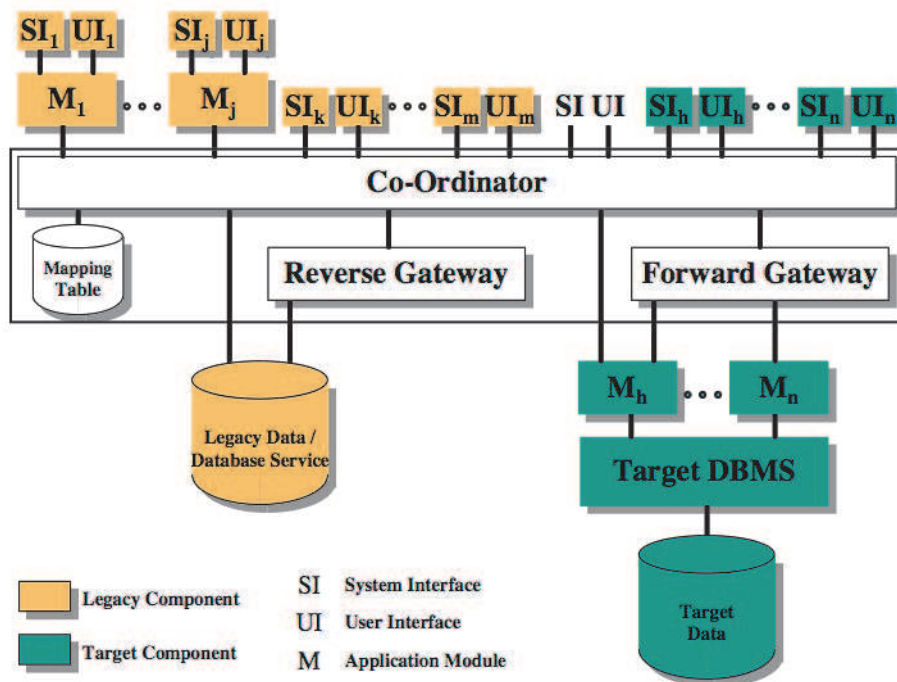 SI₁ UI₁ SIⱼ UIⱼ
M₁ Mⱼ
SIₖ UIₖ SIₘ UIₘ SI UI SIₕ UIₕ SIₙ UIₙ
Co-Ordinator
Mapping
Table
Reverse Gateway
Forward Gateway
Mₕ Mₙ
Legacy Data /
Database Service
Target DBMS
Target
Data
Legacy Component
Target Component
SI System Interface
UI User Interface
M Application Module